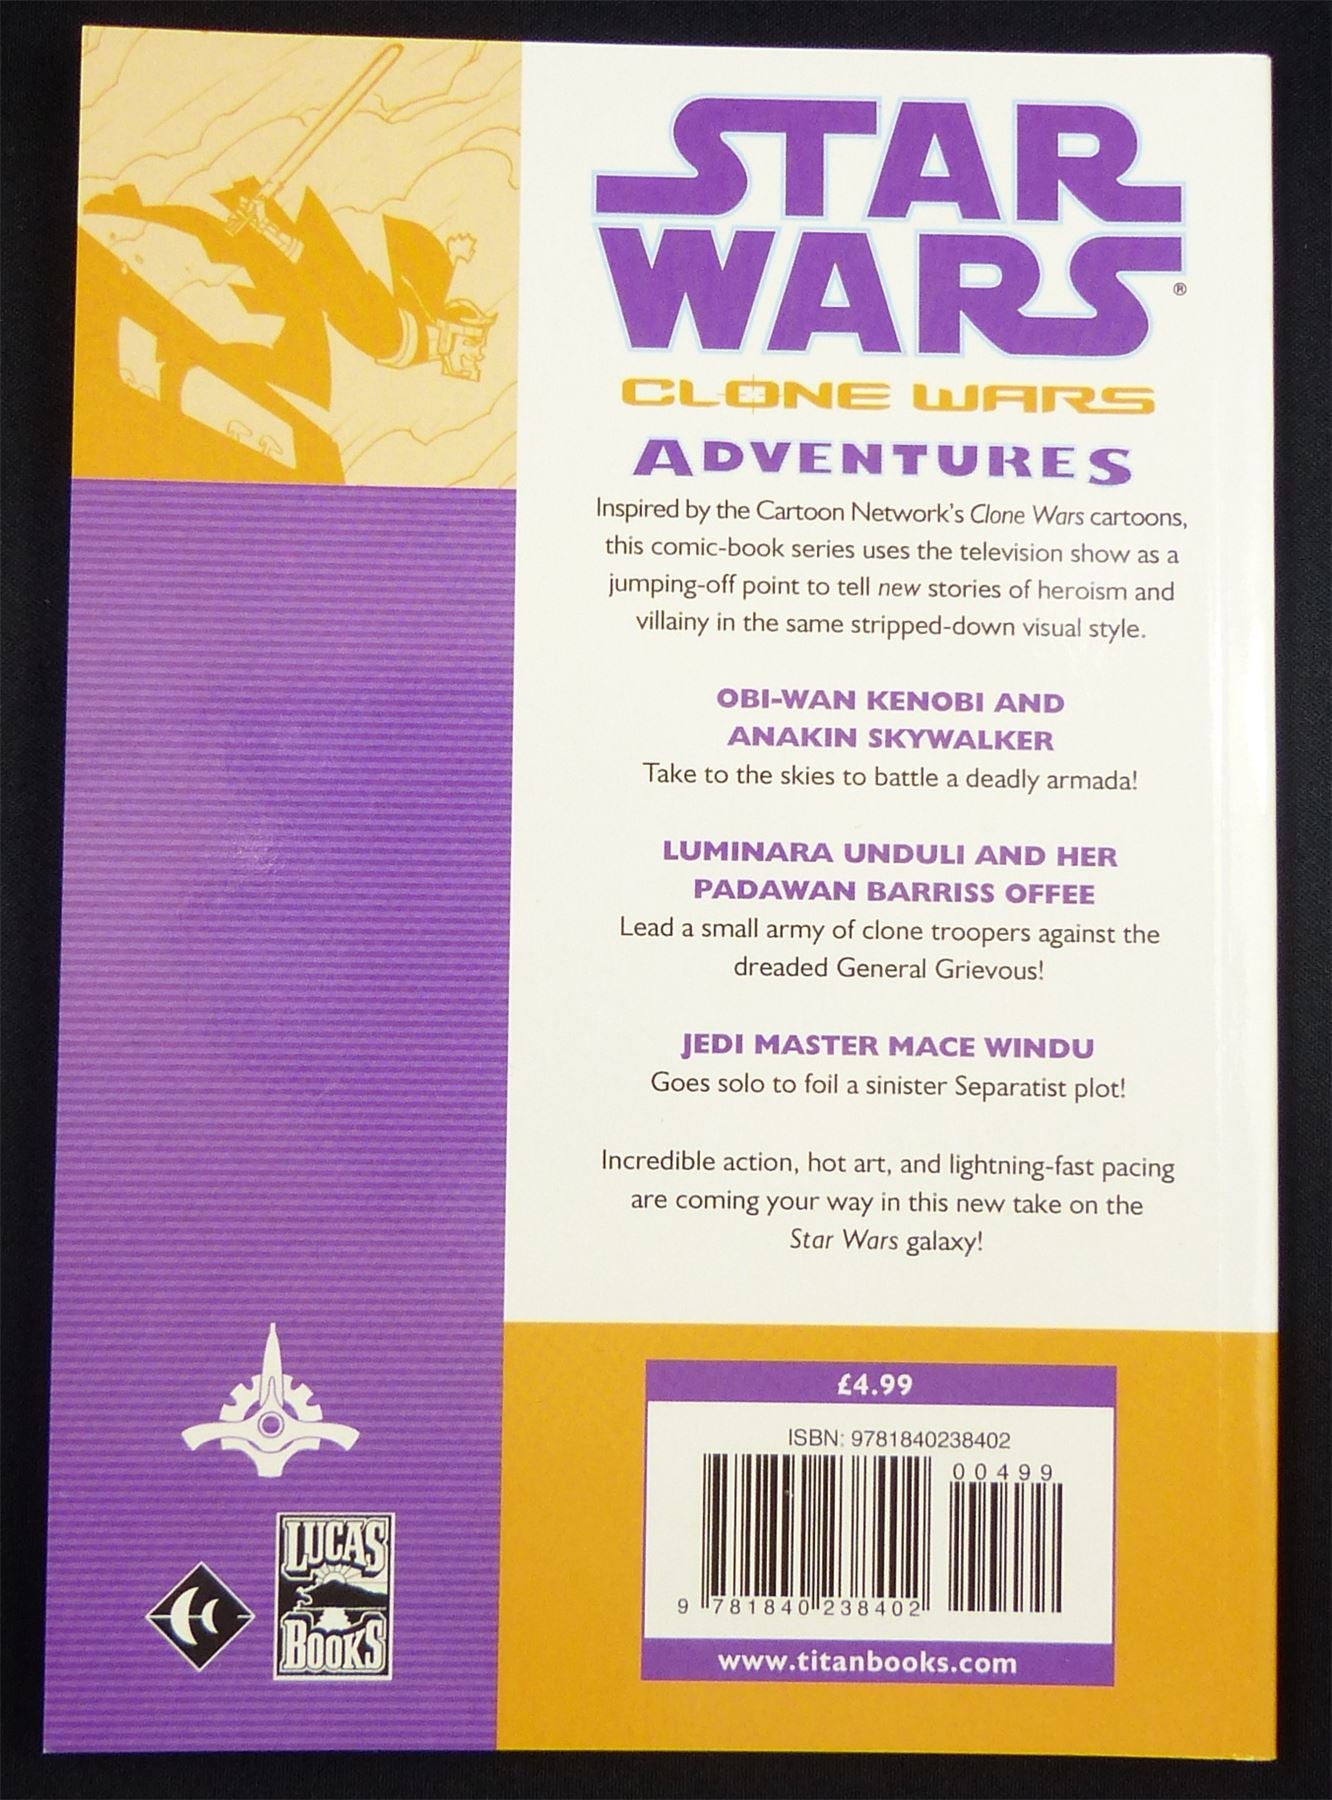 STAR
WARS®
CLONE WARS
ADVENTURES
Inspired by the Cartoon Network's Clone Wars cartoons,
this comic-book series uses the television show as a
jumping-off point to tell new stories of heroism and
villainy in the same stripped-down visual style.
OBI-WAN KENOBI AND
ANAKIN SKYWALKER
Take to the skies to battle a deadly armada!
LUMINARA UNDULI AND HER
PADAWAN BARRISS OFFEE
Lead a small army of clone troopers against the
dreaded General Grievous!
JEDI MASTER MACE WINDU
Goes solo to foil a sinister Separatist plot!
Incredible action, hot art, and lightning-fast pacing
are coming your way in this new take on the
Star Wars galaxy!
LUCAS
BOOKS
£4.99
ISBN: 9781840238402
00499
9 781840 238402
www.titanbooks.com